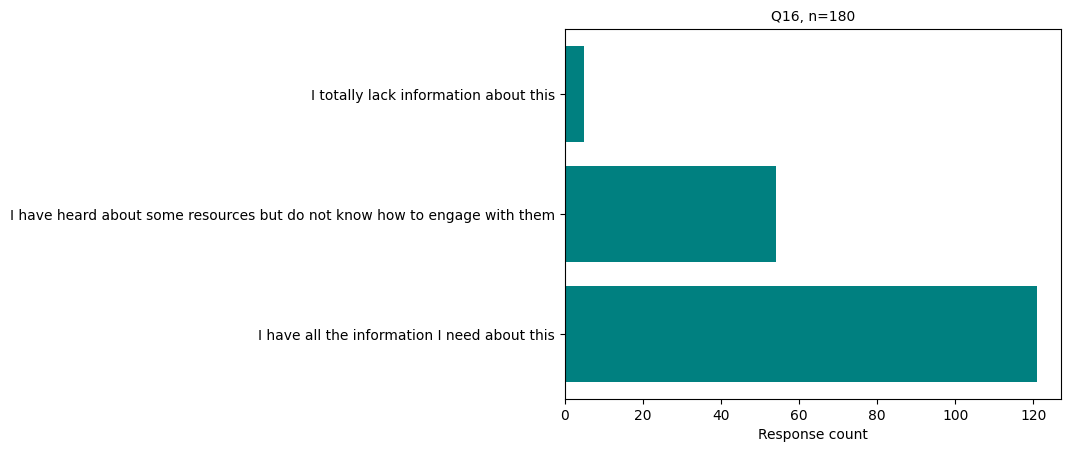 Q16, n=180
I totally lack information about this
I have heard about some resources but do not know how to engage with them
I have all the information I need about this
0 20 40 60 80 100 120
Response count